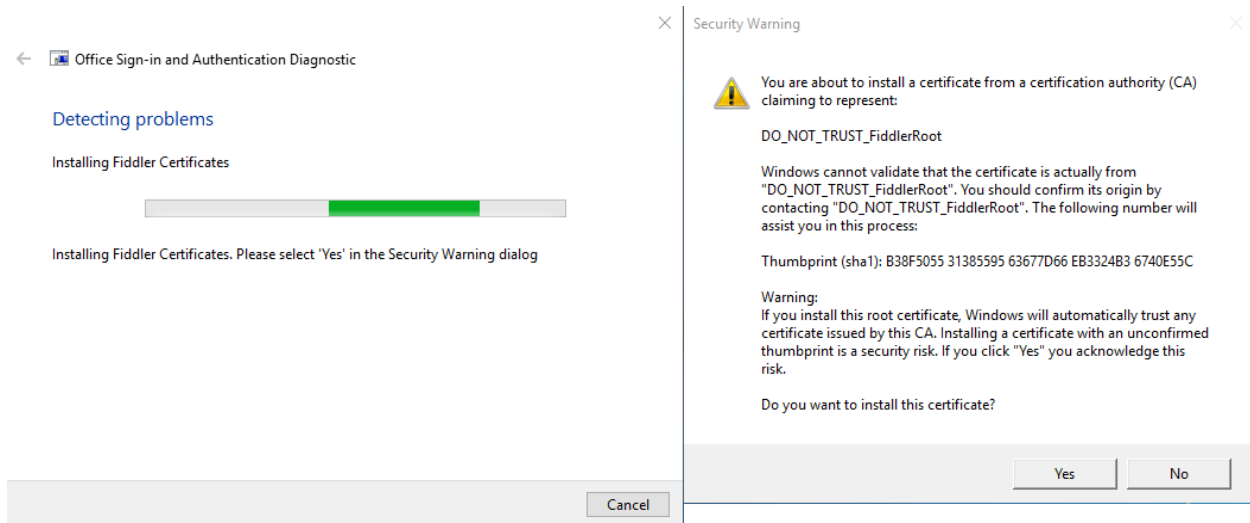 Office Sign-in and Authentication Diagnostic
Detecting problems
Installing Fiddler Certificates
Installing Fiddler Certificates. Please select 'Yes' in the Security Warning dialog
Cancel
Security Warning
You are about to install a certificate from a certification authority (CA)
claiming to represent:
DO_NOT_TRUST_FiddlerRoot
Windows cannot validate that the certificate is actually from
"DO_NOT_TRUST_FiddlerRoot". You should confirm its origin by
contacting "DO_NOT_TRUST_FiddlerRoot". The following number will
assist you in this process:
Thumbprint (sha1): B38F5055 31385595 63677D66 EB3324B3 6740E55C
Warning:
If you install this root certificate, Windows will automatically trust any
certificate issued by this CA. Installing a certificate with an unconfirmed
thumbprint is a security risk. If you click "Yes" you acknowledge this
risk.
Do you want to install this certificate?
Yes
No